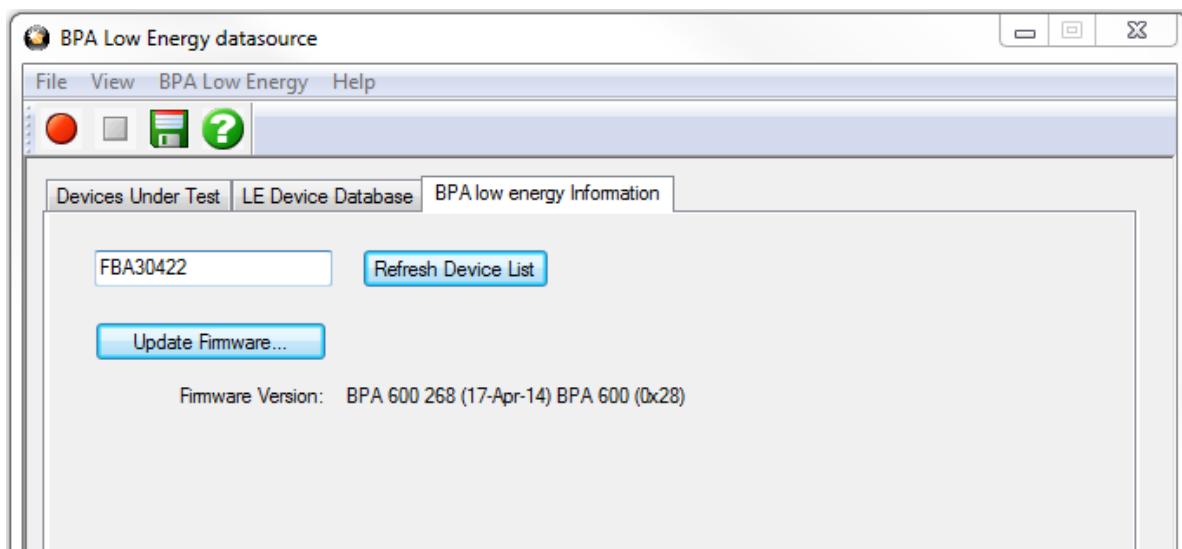 BPA Low Energy datasource
File View BPA Low Energy Help
Devices Under Test LE Device Database BPA low energy Information
FBA30422 Refresh Device List
Update Firmware...
Firmware Version: BPA 600 268 (17-Apr-14) BPA 600 (0x28)